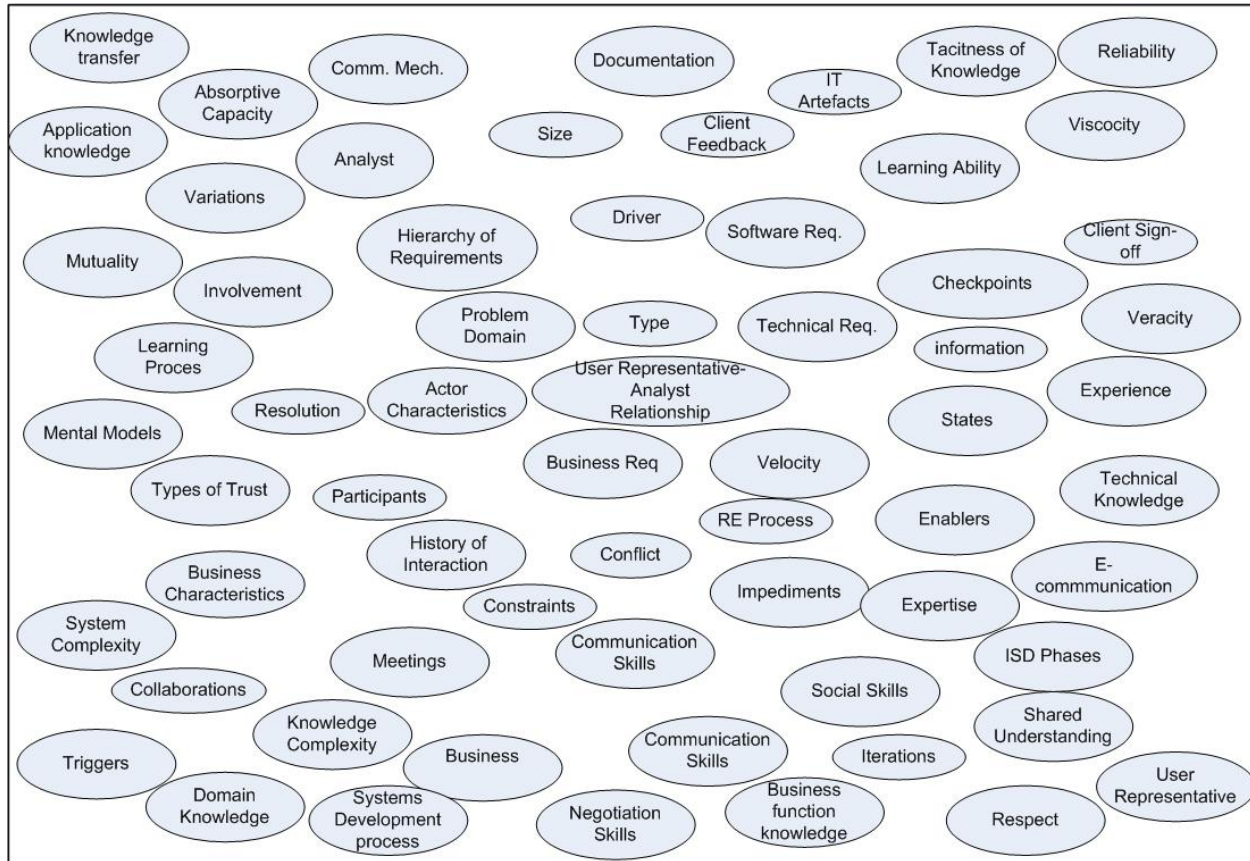 Knowledge
transfer
Comm. Mech.
Documentation
Tacitness of
Knowledge
Reliability
Absorptive
Capacity
IT
Artefacts
Application
knowledge
Analyst
Size
Client
Feedback
Viscocity
Learning Ability
Variations
Driver
Software Req.
Hierarchy of
Requirements
Client Sign-
off
Mutuality
Involvement
Checkpoints
Problem
Domain
Type
Technical Req.
Veracity
Learning
Proces
information
Resolution
Actor
Characteristics
User Representative-
Analyst
Relationship
Experience
States
Mental Models
Business Req
Velocity
Types of Trust
Participants
Technical
Knowledge
RE Process
Enablers
History of
Interaction
Conflict
Business
Characteristics
Impediments
E-
commmunication
Constraints
Expertise
System
Complexity
Meetings
Communication
Skills
ISD Phases
Collaborations
Social Skills
Knowledge
Complexity
Shared
Understanding
Triggers
Business
Communication
Skills
Iterations
User
Representative
Domain
Knowledge
Systems
Development
process
Negotiation
Skills
Business
function
knowledge
Respect